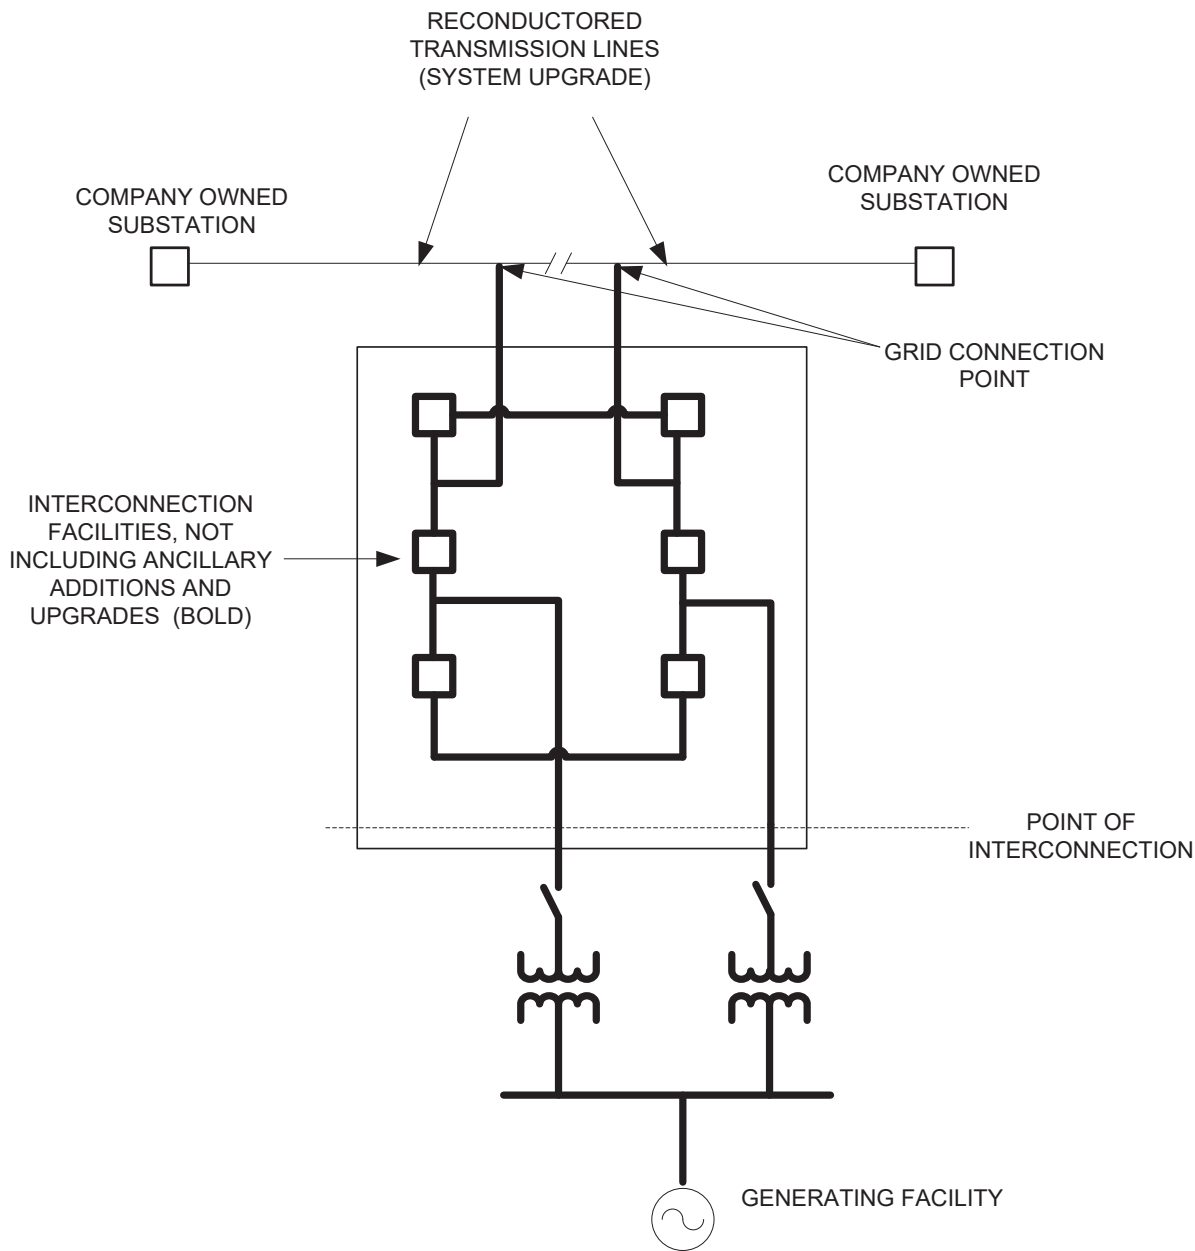 RECONDUCTORED
TRANSMISSION LINES
(SYSTEM UPGRADE)
COMPANY OWNED
SUBSTATION
COMPANY OWNED
SUBSTATION
GRID CONNECTION
POINT
INTERCONNECTION
FACILITIES, NOT
INCLUDING ANCILLARY
ADDITIONS AND
UPGRADES  (BOLD)
POINT OF
INTERCONNECTION
GENERATING FACILITY